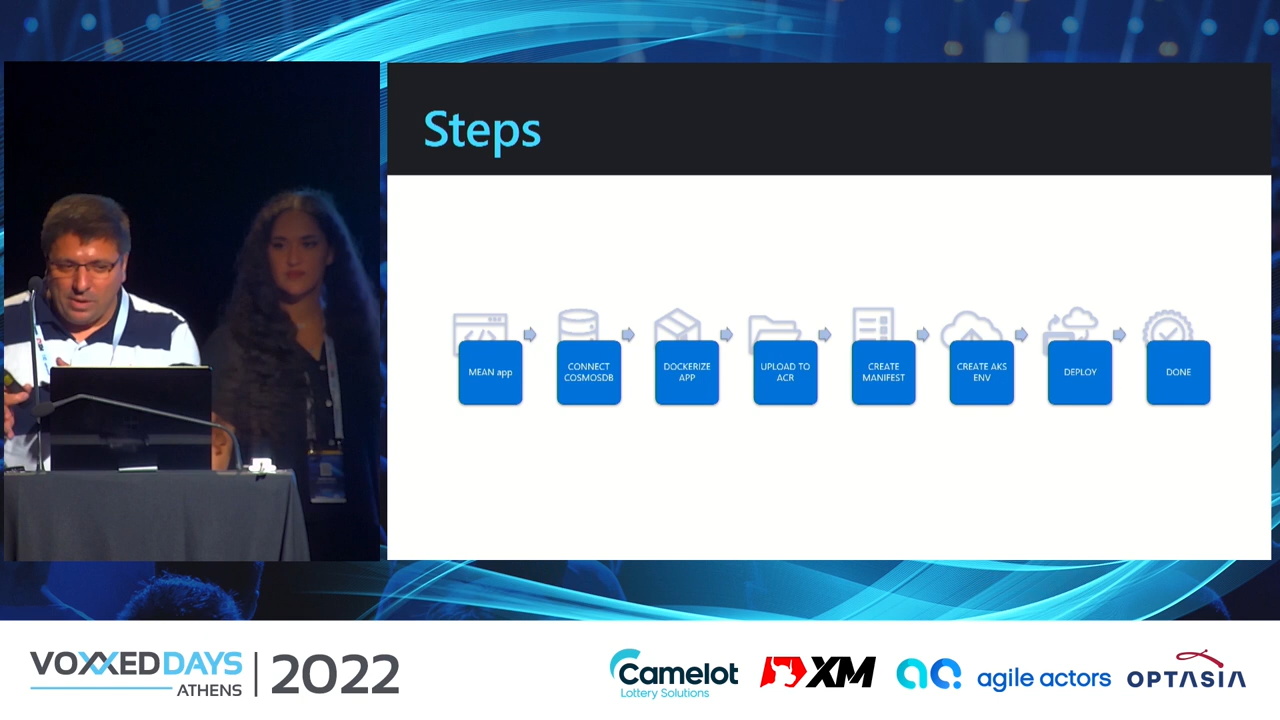 Steps
MEAN app
CONNECT
COSMOSDB
DOCKERIZE
APP
UPLOAD TO
ACR
CREATE
MANIFEST
CREATE AKS
ENV
DEPLOY
DONE
VOXXED DAYS
ATHENS
2022
Camelot
Lottery Solutions
XM
agile actors
OPTASIA